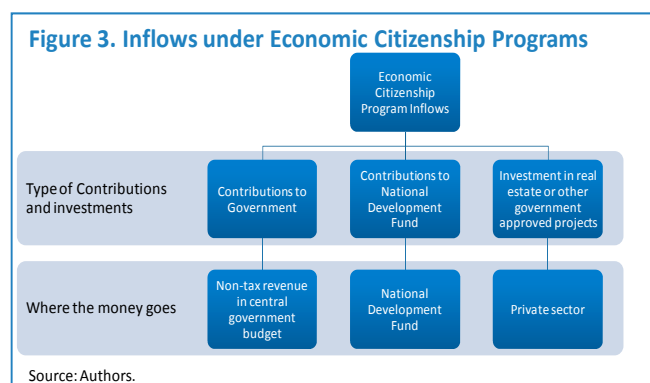 Figure 3. Inflows under Economic Citizenship Programs
Economic
Citizenship
Program Inflows
Type of Contributions
and investments
Contributions to
Government
Contributions to
National
Development
Fund
Investment in real
estate or other
government
approved projects
Where the money goes
Non-tax revenue
in central
government
budget
National
Development
Fund
Private sector
Source: Authors.